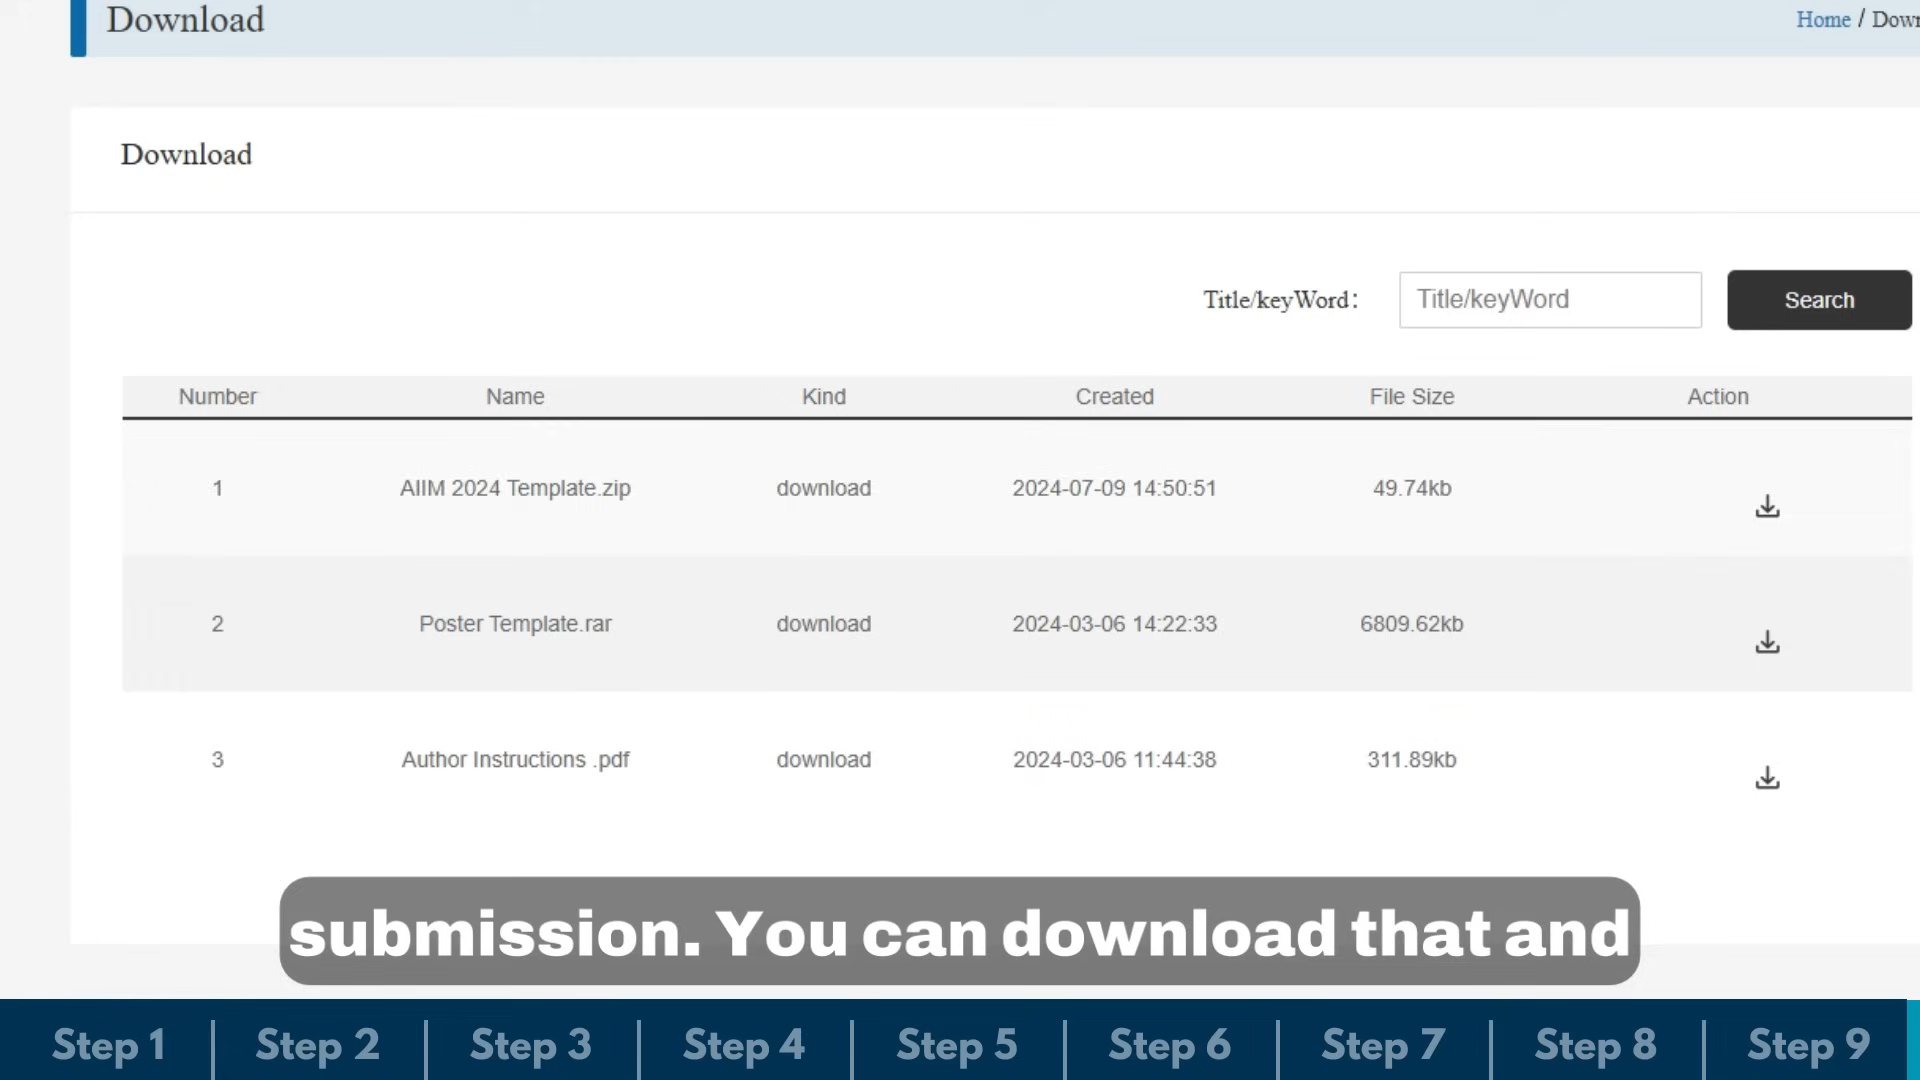 Download
Home / Down
Download
Title/keyWord: Title/keyWord Search
Number Name Kind Created File Size Action
1 AIIM 2024 Template.zip download 2024-07-09 14:50:51 49.74kb
2 Poster Template.rar download 2024-03-06 14:22:33 6809.62kb
3 Author Instructions .pdf download 2024-03-06 11:44:38 311.89kb
submission. You can download that and
Step 1 Step 2 Step 3 Step 4 Step 5 Step 6 Step 7 Step 8 Step 9